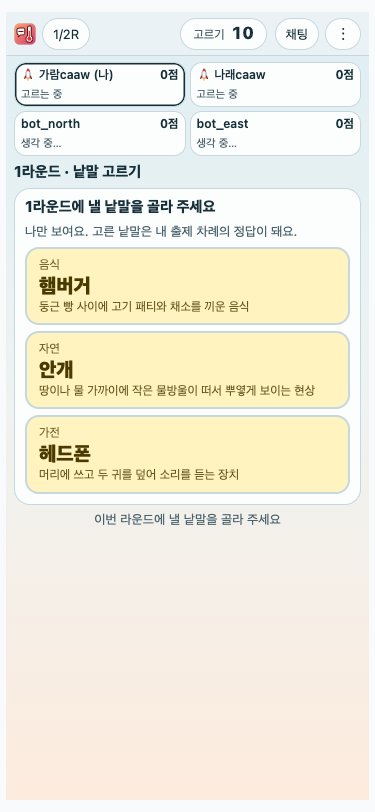 1/2R
고르기 10
채팅
⋮
가람caaw (나) 0점
고르는 중
나래caaw 0점
고르는 중
bot_north 0점
생각 중...
bot_east 0점
생각 중...
1라운드 · 낱말 고르기
1라운드에 낼 낱말을 골라 주세요
나만 보여요. 고른 낱말은 내 출제 차례의 정답이 돼요.
음식
햄버거
둥근 빵 사이에 고기 패티와 채소를 끼운 음식
자연
안개
땅이나 물 가까이에 작은 물방울이 떠서 뿌옇게 보이는 현상
가전
헤드폰
머리에 쓰고 두 귀를 덮어 소리를 듣는 장치
이번 라운드에 낼 낱말을 골라 주세요